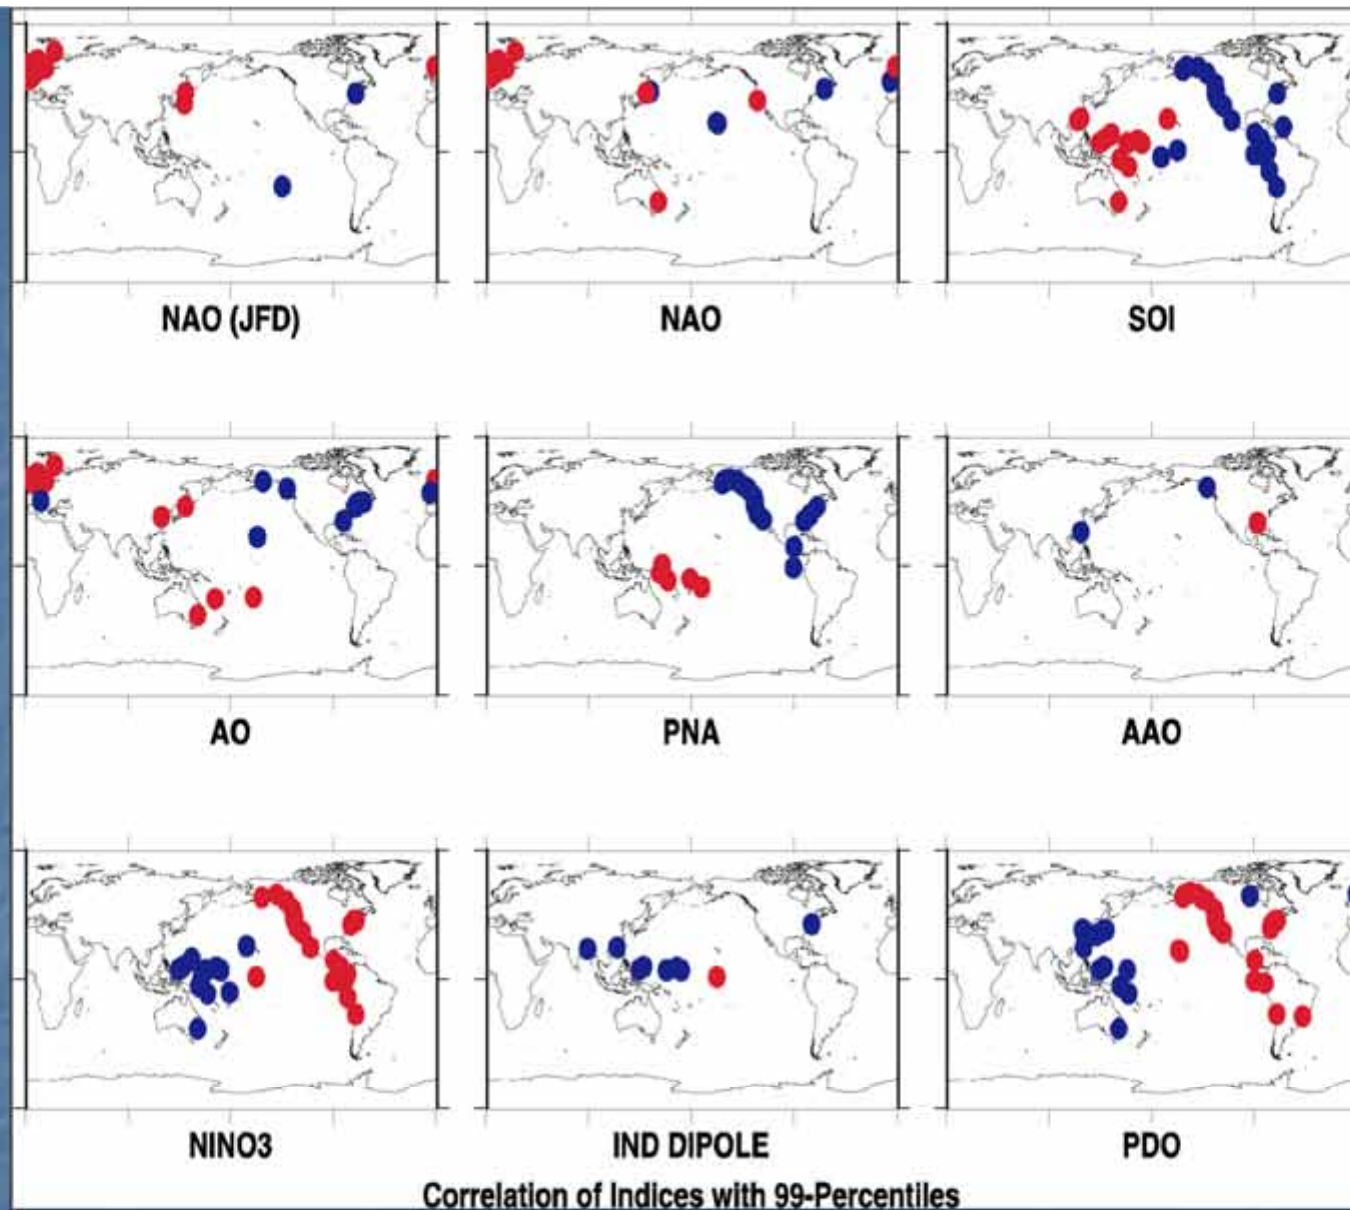 NAO (JFD)
NAO
SOI
AO
PNA
AAO
NINO3
IND DIPOLE
PDO
Correlation of Indices with 99-Percentiles